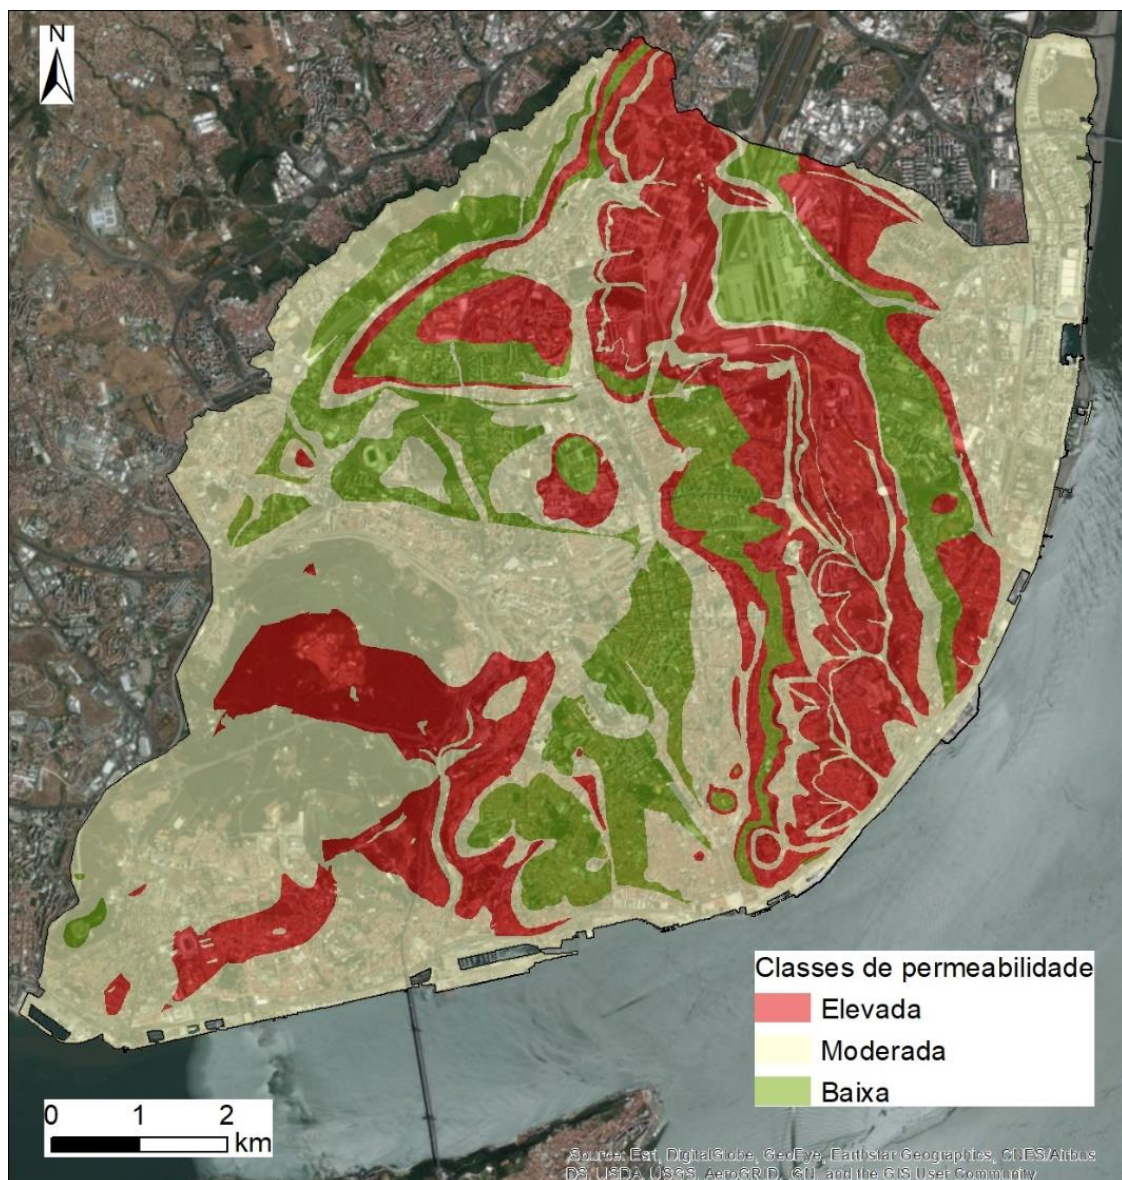 N
Classes de permeabilidade
Elevada
Moderada
Baixa
0 1 2
km
Source: Esri, DigitalGlobe, GeoEye, Earthstar Geographics, CNES/Airbus
DS, USDA, USGS, AeroGRID, IGN, and the GIS User Community